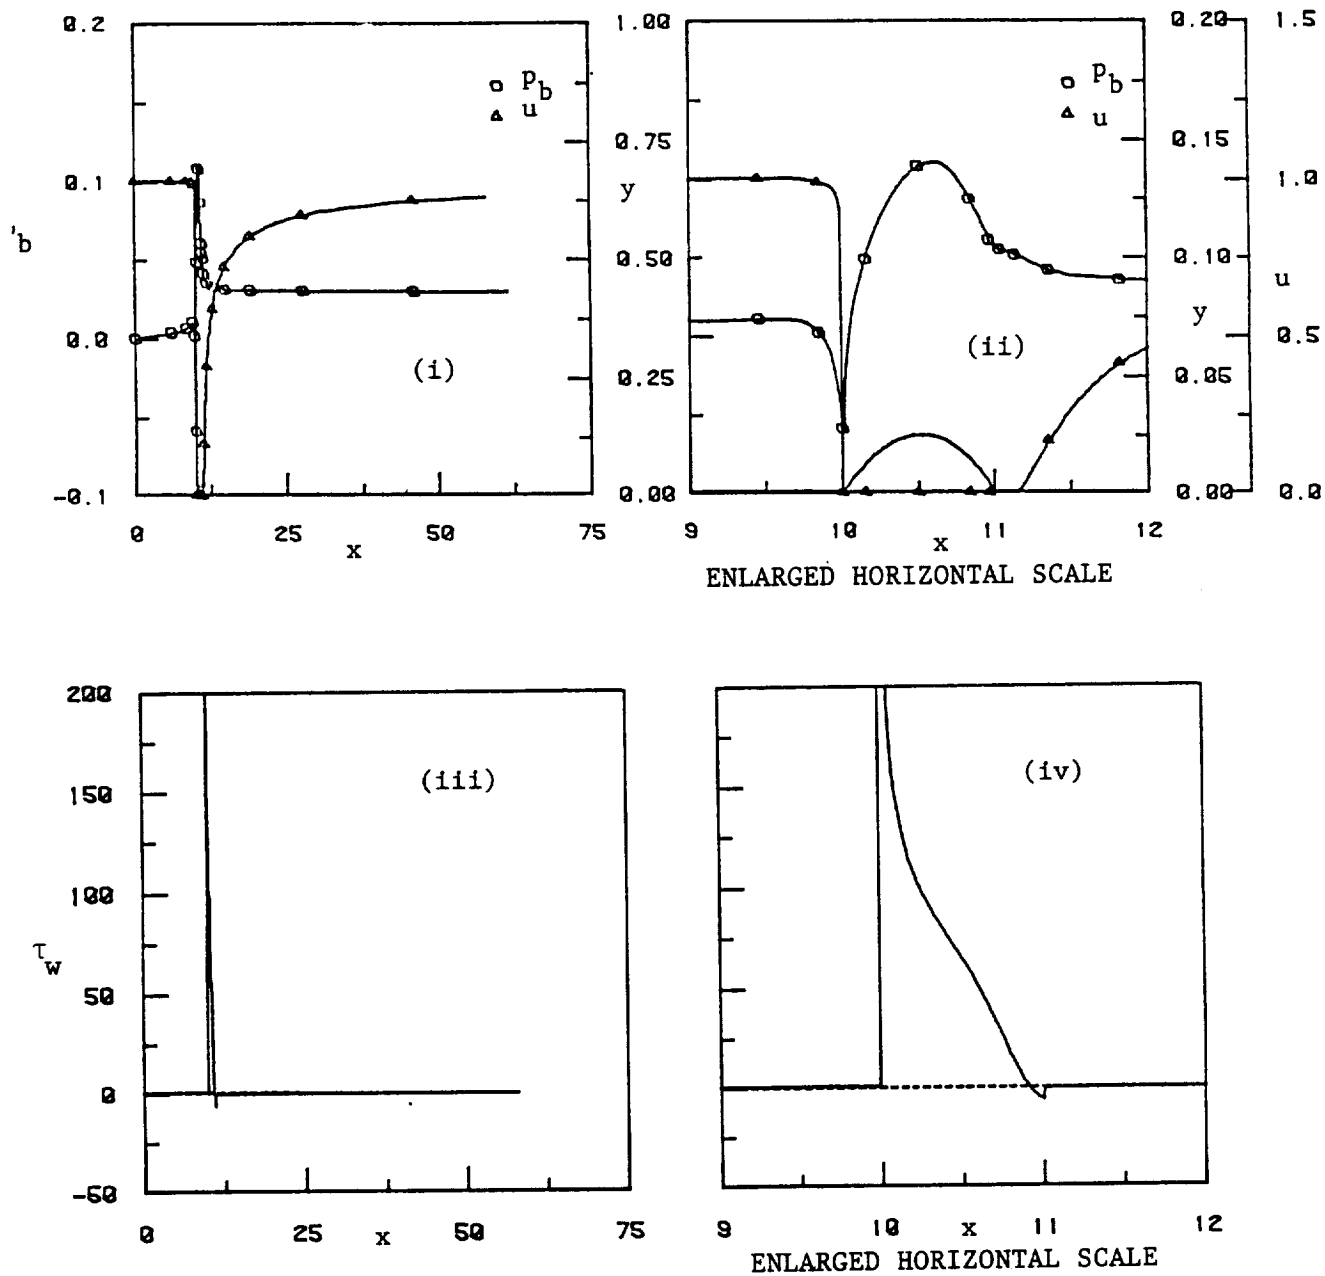 0.2
0.1
'b
0.0
-0.1
p_b
u
(i)
0 25 50 75
x
1.00
0.75
y
0.50
0.25
0.00
p_b
u
(ii)
9 10 11 12
x
ENLARGED HORIZONTAL SCALE
0.20
0.15
0.10
y
0.05
0.00
1.5
1.0
u
0.5
0.0
200
150
100
τ_w
50
0
-50
(iii)
0 25 50 75
x
(iv)
9 10 11 12
x
ENLARGED HORIZONTAL SCALE